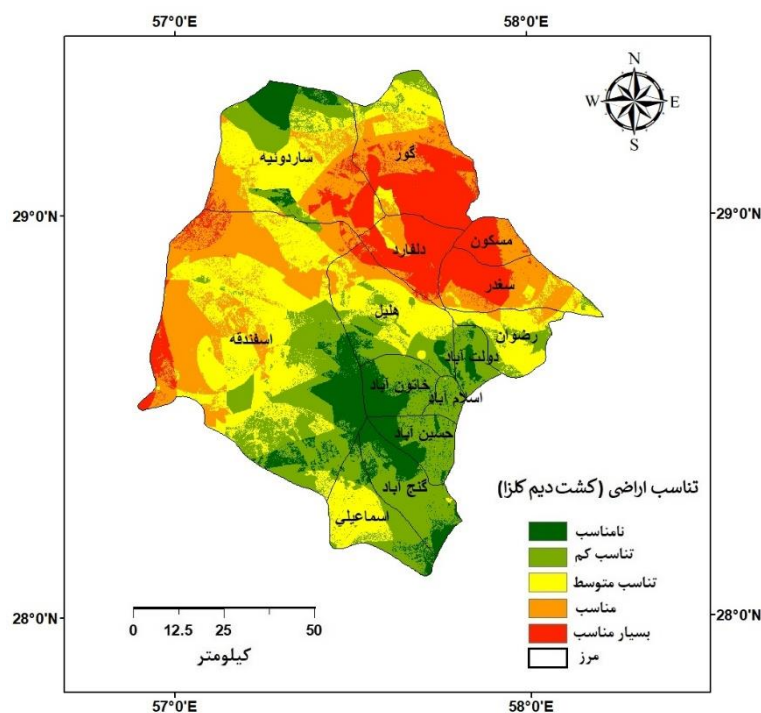 57°0'E 58°0'E
N
W E
S
ساردوئیه
گور
29°0'N 29°0'N
مسکون
دلفارد
سغدر
هلیل
رضوان
اسفندقه
دولت آباد
خاتون آباد
اسلام آباد
حسین آباد
گنج آباد
اسماعیلي
تناسب اراضی (کشت دیم کلزا)
نامناسب
تناسب کم
تناسب متوسط
مناسب
بسیار مناسب
مرز
28°0'N 28°0'N
0 12.5 25 50
کیلومتر
57°0'E 58°0'E